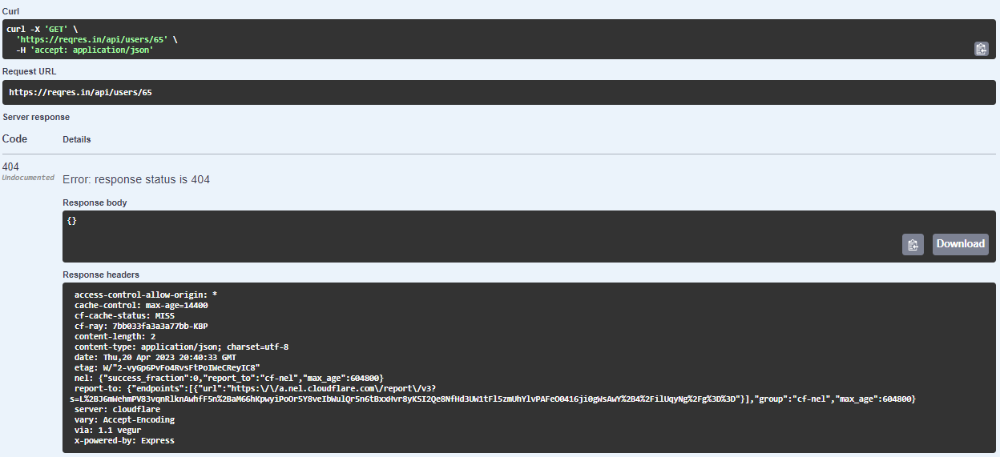 Curl
curl -X 'GET' \
'https://reqres.in/api/users/65' \
-H 'accept: application/json'
Request URL
https://reqres.in/api/users/65
Server response
Code Details
404
Undocumented
Error: response status is 404
Response body
{}
Download
Response headers
access-control-allow-origin: *
cache-control: max-age=14400
cf-cache-status: MISS
cf-ray: 7bb033fa3a3a77bb-KBP
content-length: 2
content-type: application/json; charset=utf-8
date: Thu,20 Apr 2023 20:40:33 GMT
etag: W/"2-vyGp6PvFo4RvsFtPoIWeCReyIC8"
nel: {"success_fraction":0,"report_to":"cf-nel","max_age":604800}
report-to: {"endpoints":[{"url":"https:\/\/a.nel.cloudflare.com\/report\/v3?
s=L%2BJ6mWehmPV83vqnRlknAwhfF5n%2BaM66hKpwyiPoOr5Y8veIbWulQr5n6tBxxHvr8yK5I2Qe8NfHd3UW1tFl5zmUhYlvPAFeO0416ji0gWsAwY%2B4%2FilUqyNg%2Fg%3D%3D"}],"group":"cf-nel","max_age":604800}
server: cloudflare
vary: Accept-Encoding
via: 1.1 vegur
x-powered-by: Express